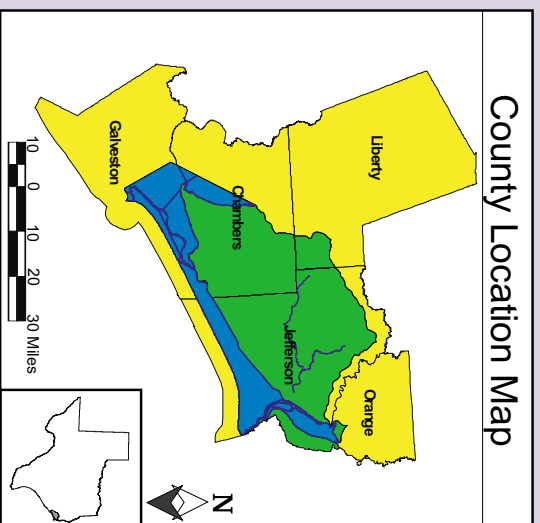 County Location Map
Liberty
Orange
Jefferson
Chambers
Galveston
10 0 10 20 30 Miles
N